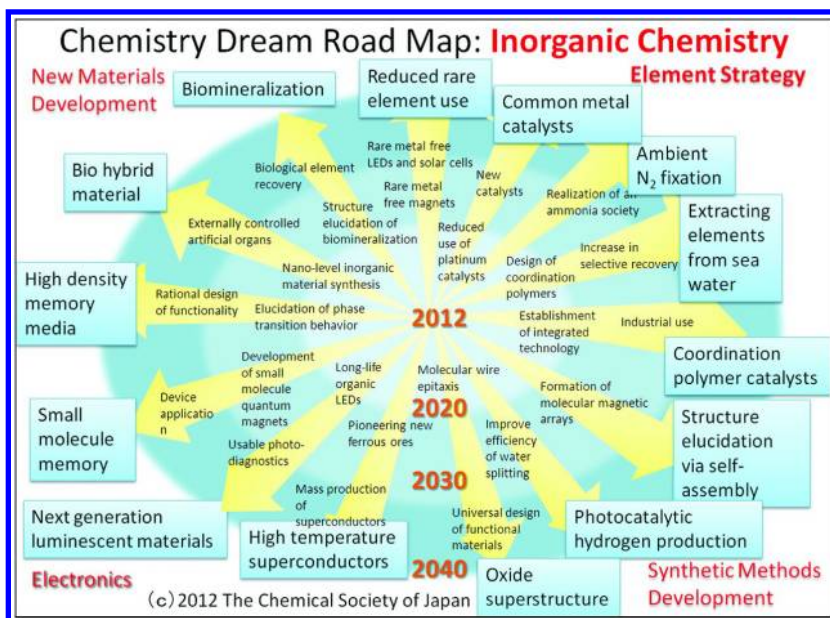 Chemistry Dream Road Map: Inorganic Chemistry
New Materials
Development
Element Strategy
Biomineralization
Reduced rare
element use
Common metal
catalysts
Ambient
N₂ fixation
Extracting
elements
from sea
water
Coordination
polymer catalysts
Structure
elucidation
via self-
assembly
Photocatalytic
hydrogen production
Oxide
superstructure
High temperature
superconductors
Next generation
luminescent materials
Small
molecule
memory
High density
memory
media
Bio hybrid
material
Biological element
recovery
Structure
elucidation of
biomineralization
Rare metal free
LEDs and solar cells
Rare metal
free magnets
New
catalysts
Reduced
use of
platinum
catalysts
Realization of an
ammonia society
Design of
coordination
polymers
Increase in
selective recovery
Establishment
of integrated
technology
Industrial use
Externally controlled
artificial organs
Nano-level inorganic
material synthesis
Rational design
of functionality
Elucidation of phase
transition behavior
Development
of small
molecule
quantum
magnets
Device
applicatio
n
Long-life
organic
LEDs
Usable photo-
diagnostics
Pioneering new
ferrous ores
Mass production
of
superconductors
Molecular wire
epitaxis
Universal design
of functional
materials
Improve
efficiency
of water
splitting
Formation of
molecular magnetic
arrays
2012
2020
2030
2040
Electronics
Synthetic Methods
Development
(c) 2012 The Chemical Society of Japan